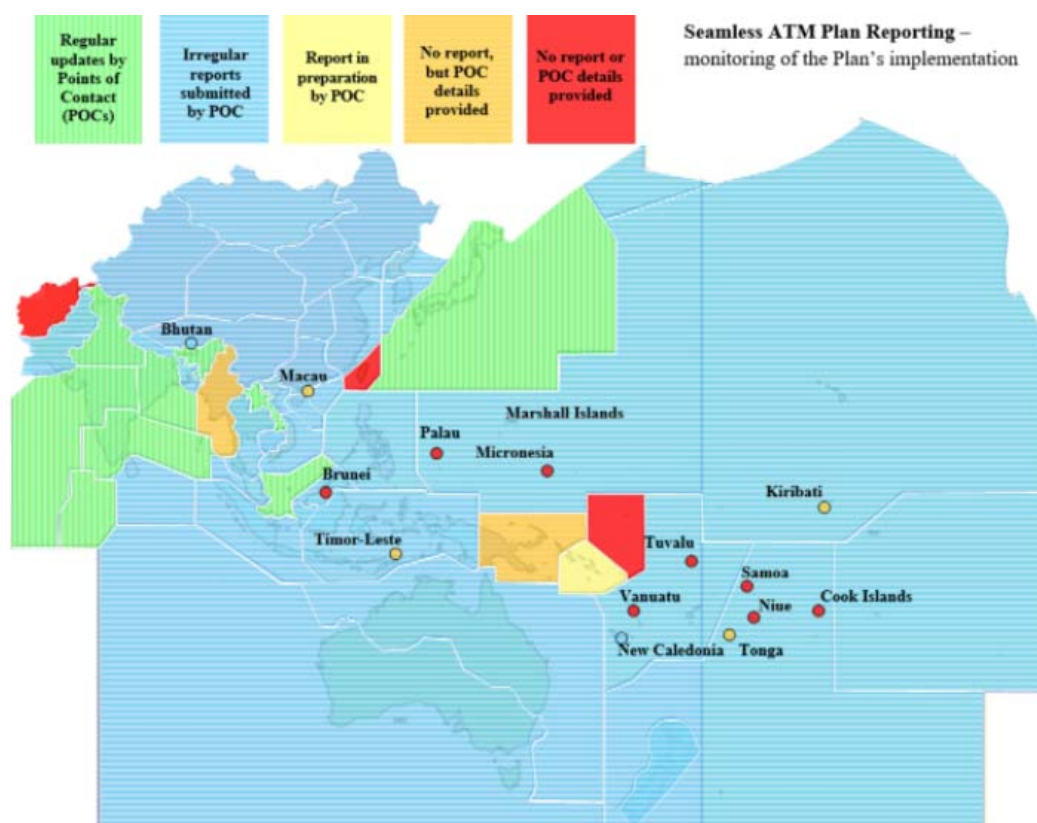 Regular
updates by
Points of
Contact
(POCs)
Irregular
reports
submitted
by POC
Report in
preparation
by POC
No report,
but POC
details
provided
No report or
POC details
provided
Seamless ATM Plan Reporting –
monitoring of the Plan's implementation
Bhutan
Macau
Marshall Islands
Palau
Micronesia
Brunei
Kiribati
Timor-Leste
Tuvalu
Samoa
Vanuatu
Niue
Cook Islands
New Caledonia
Tonga